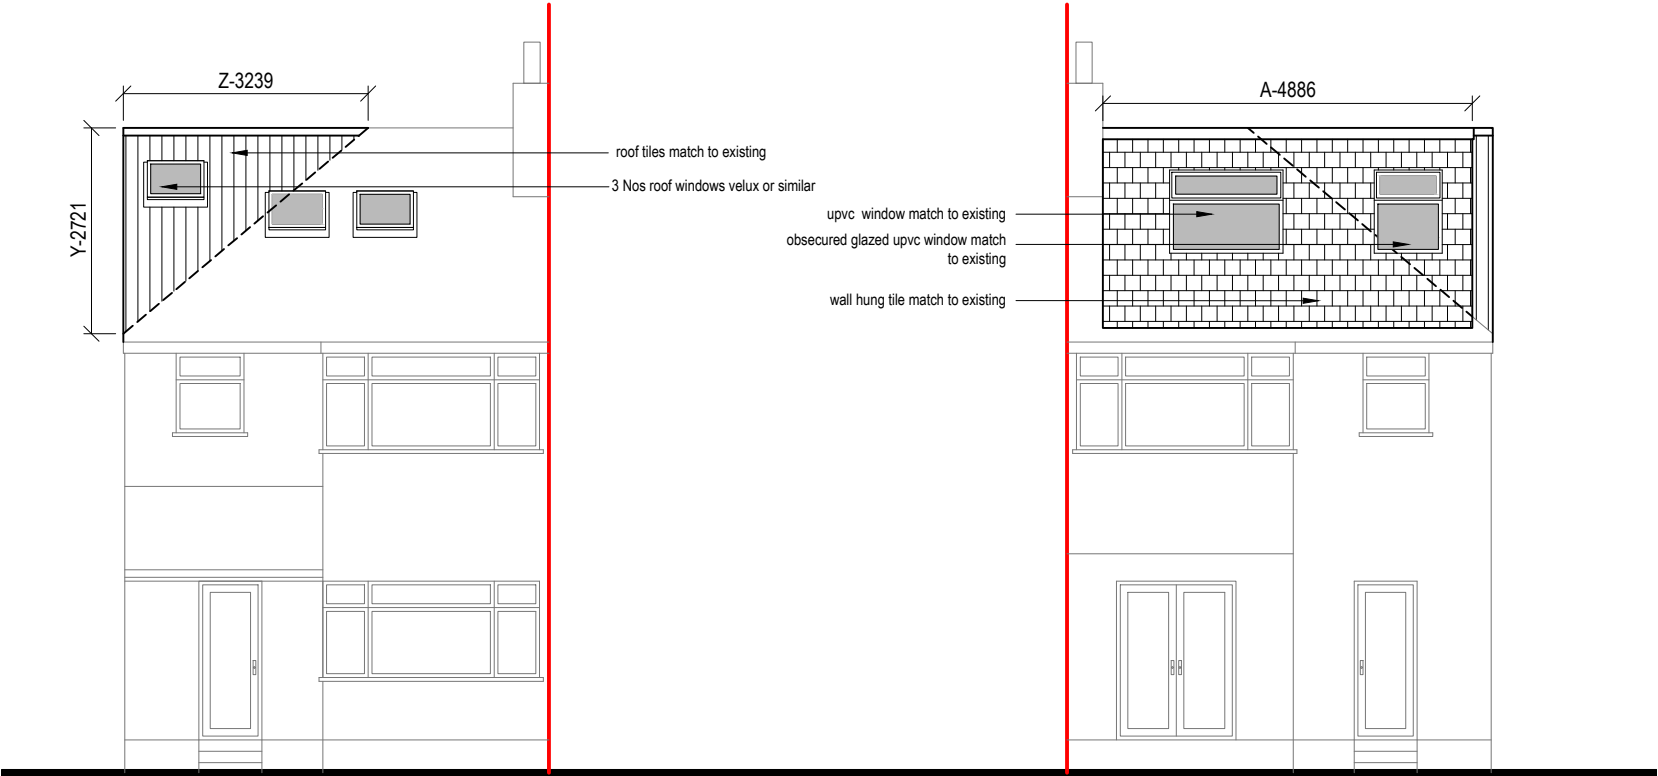 Z-3239
A-4886
Y-2721
roof tiles match to existing
3 Nos roof windows velux or similar
upvc window match to existing
obsecured glazed upvc window match
to existing
wall hung tile match to existing